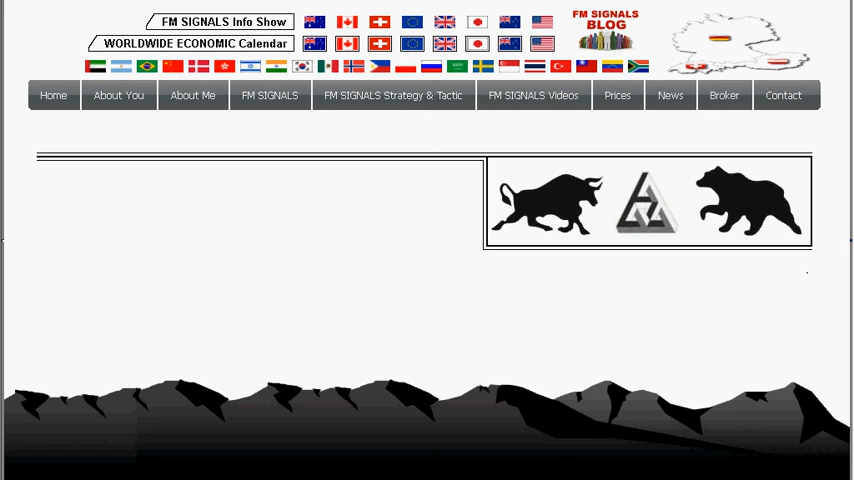 FM SIGNALS Info Show
WORLDWIDE ECONOMIC Calendar
FM SIGNALS
BLOG
Home
About You
About Me
FM SIGNALS
FM SIGNALS Strategy & Tactic
FM SIGNALS Videos
Prices
News
Broker
Contact